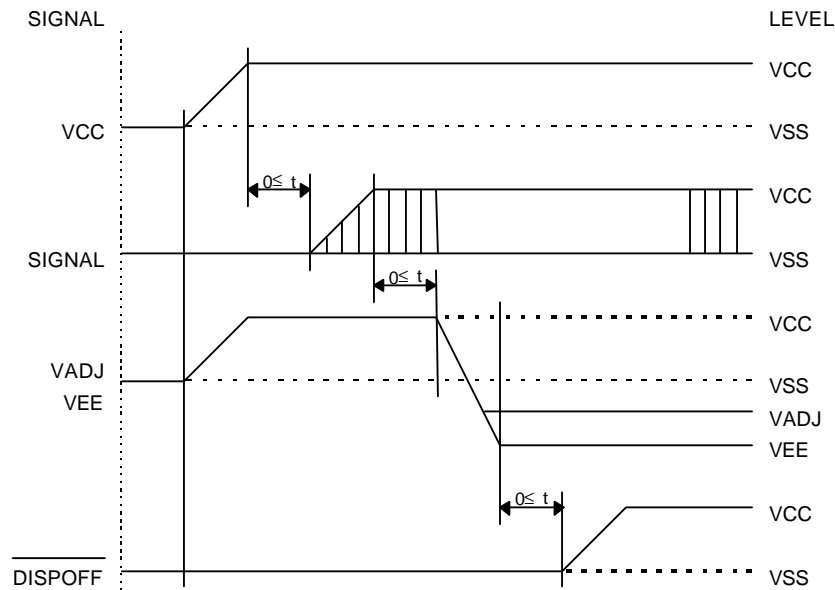 SIGNAL LEVEL
VCC
VCC VSS
0≤ t VCC
SIGNAL VSS
0≤ t
VCC
VADJ VSS
VEE
VADJ
VEE
0≤ t VCC
DISPOFF VSS